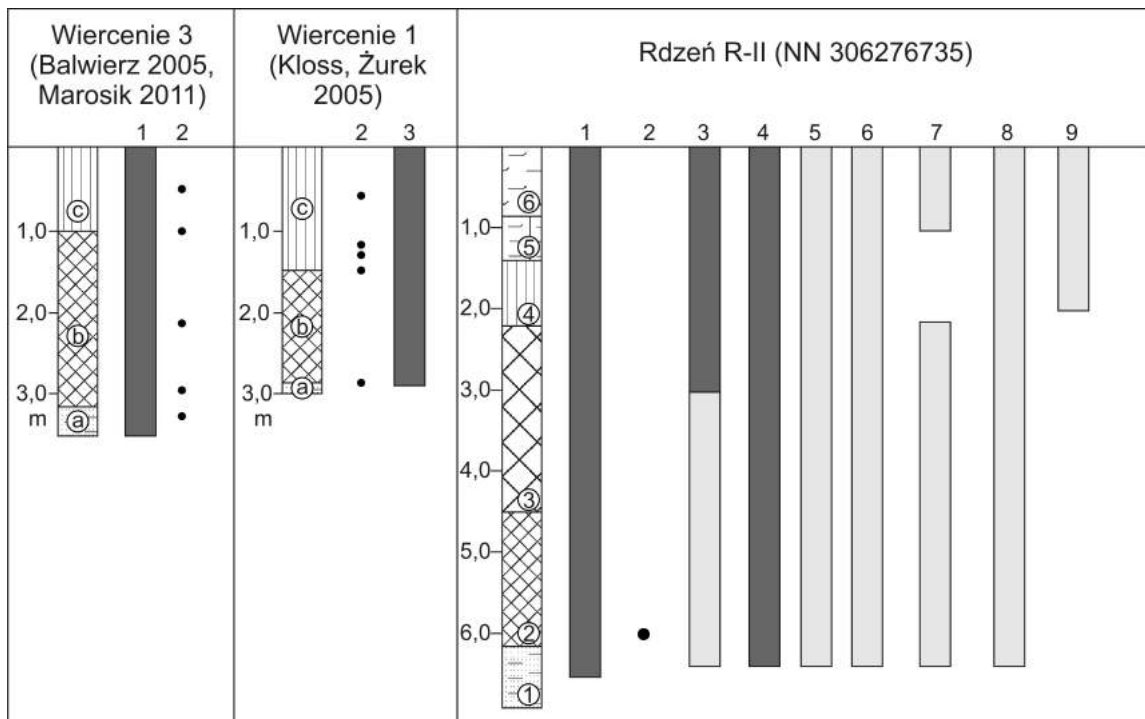 Wiercenie 3
(Balwierz 2005,
Marosik 2011)
1 2
c
1,0
2,0
b
3,0
m
a
Wiercenie 1
(Kloss, Żurek
2005)
2 3
c
1,0
2,0
b
3,0
a
m
Rdzeń R-II (NN 306276735)
1 2 3 4 5 6 7 8 9
6
1,0
5
2,0
4
3,0
4,0
3
5,0
6,0
2
1